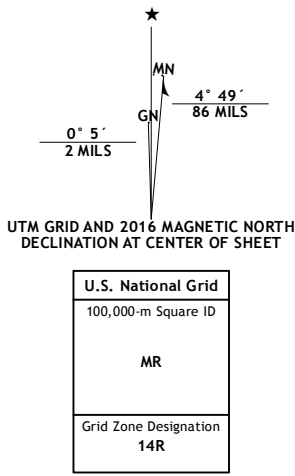 ★
MN
GN
4° 49´
86 MILS
0° 5´
2 MILS
UTM GRID AND 2016 MAGNETIC NORTH
DECLINATION AT CENTER OF SHEET
U.S. National Grid
100,000-m Square ID
MR
Grid Zone Designation
14R